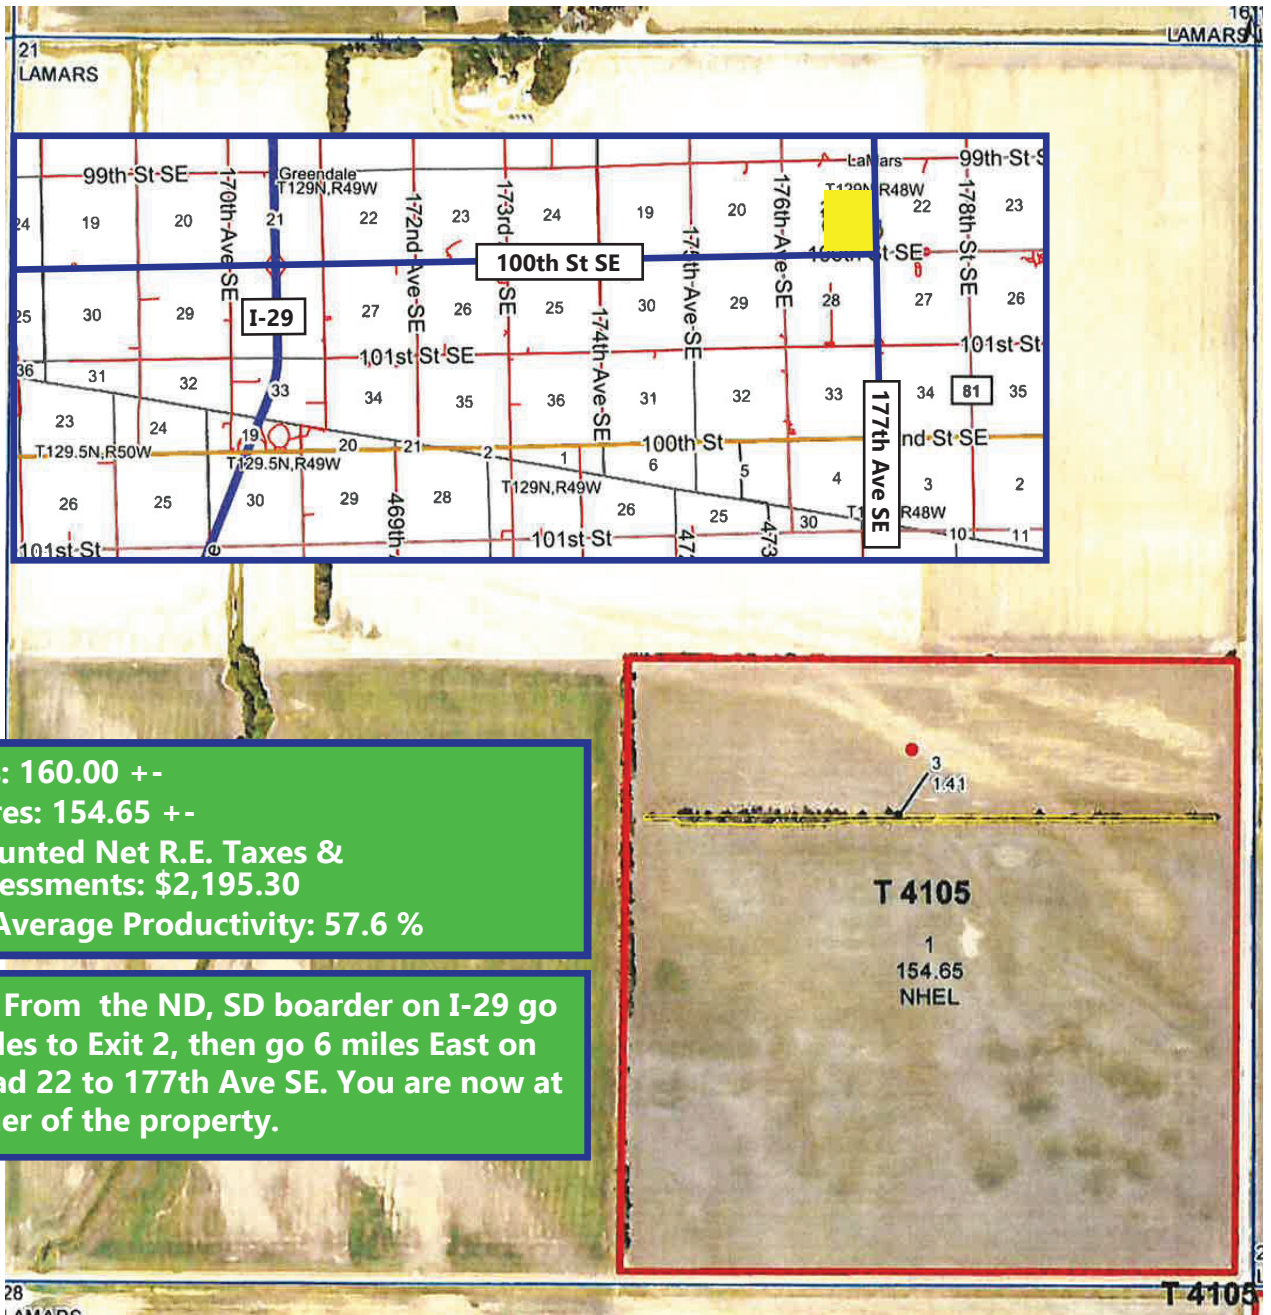 21
LAMARS
16
LAMARS
99th St SE
Greendale
T129N,R49W
LaMars
99th-St-S
T129N,R48W
170th-Ave-SE
172nd-Ave-SE
173rd
SE
174th-Ave-SE
175th-Ave-SE
176th-Ave-SE
178th-St-SE
24
19
20
21
22
23
24
19
20
22
23
100th St SE
100th St-SE
I-29
25
30
29
27
26
25
30
29
28
27
26
101st-St-SE
101st-St
36
31
32
33
34
35
36
31
32
33
34
81
35
177th Ave SE
23
24
19
20
21
2
1
6
5
4
3
2
100th St
nd St SE
T129.5N,R50W
T129.5N,R49W
T129N,R49W
R48W
26
25
30
29
469th
28
26
25
473
30
10
11
101st-St
101st-St
e
: 160.00 +-
res: 154.65 +-
unted Net R.E. Taxes &
essments: $2,195.30
Average Productivity: 57.6 %
From the ND, SD boarder on I-29 go
les to Exit 2, then go 6 miles East on
ad 22 to 177th Ave SE. You are now at
er of the property.
3
1.41
T 4105
1
154.65
NHEL
28
LAMARS
T 4105